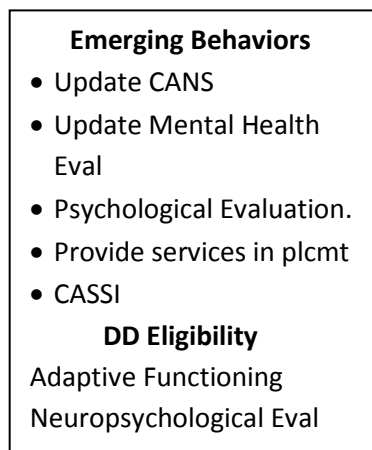 Emerging Behaviors
• Update CANS
• Update Mental Health
Eval
• Psychological Evaluation.
• Provide services in plcmt
• CASSI
DD Eligibility
Adaptive Functioning
Neuropsychological Eval